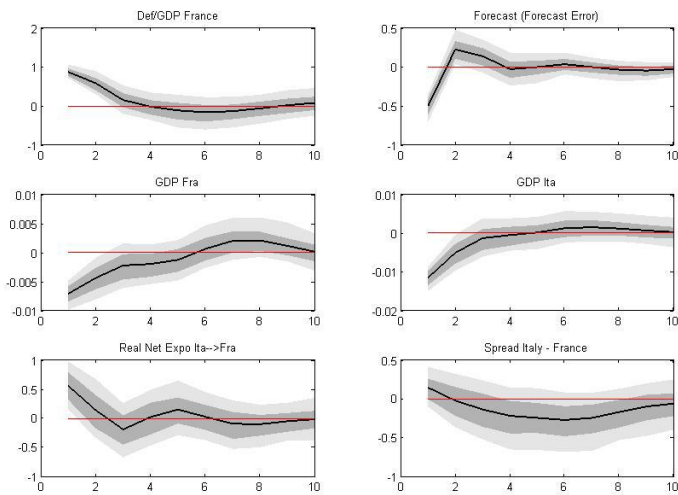 Def/GDP France
Forecast (Forecast Error)
2
1
0
-1
0 2 4 6 8 10
0.5
0
-0.5
-1
0 2 4 6 8 10
GDP Fra
GDP Ita
0.01
0.005
0
-0.005
-0.01
0 2 4 6 8 10
0.01
0
-0.01
-0.02
0 2 4 6 8 10
Real Net Expo Ita-->Fra
Spread Italy - France
1
0.5
0
-0.5
-1
0 2 4 6 8 10
0.5
0
-0.5
-1
0 2 4 6 8 10